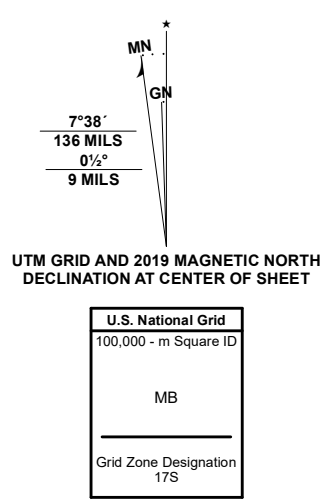 ★
MN
GN
7°38´
136 MILS
0½°
9 MILS
UTM GRID AND 2019 MAGNETIC NORTH
DECLINATION AT CENTER OF SHEET
U.S. National Grid
100,000 - m Square ID
MB
Grid Zone Designation
17S